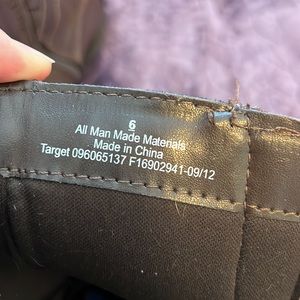 6
All Man Made Materials
Made in China
Target 096065137 F16902941-09/12